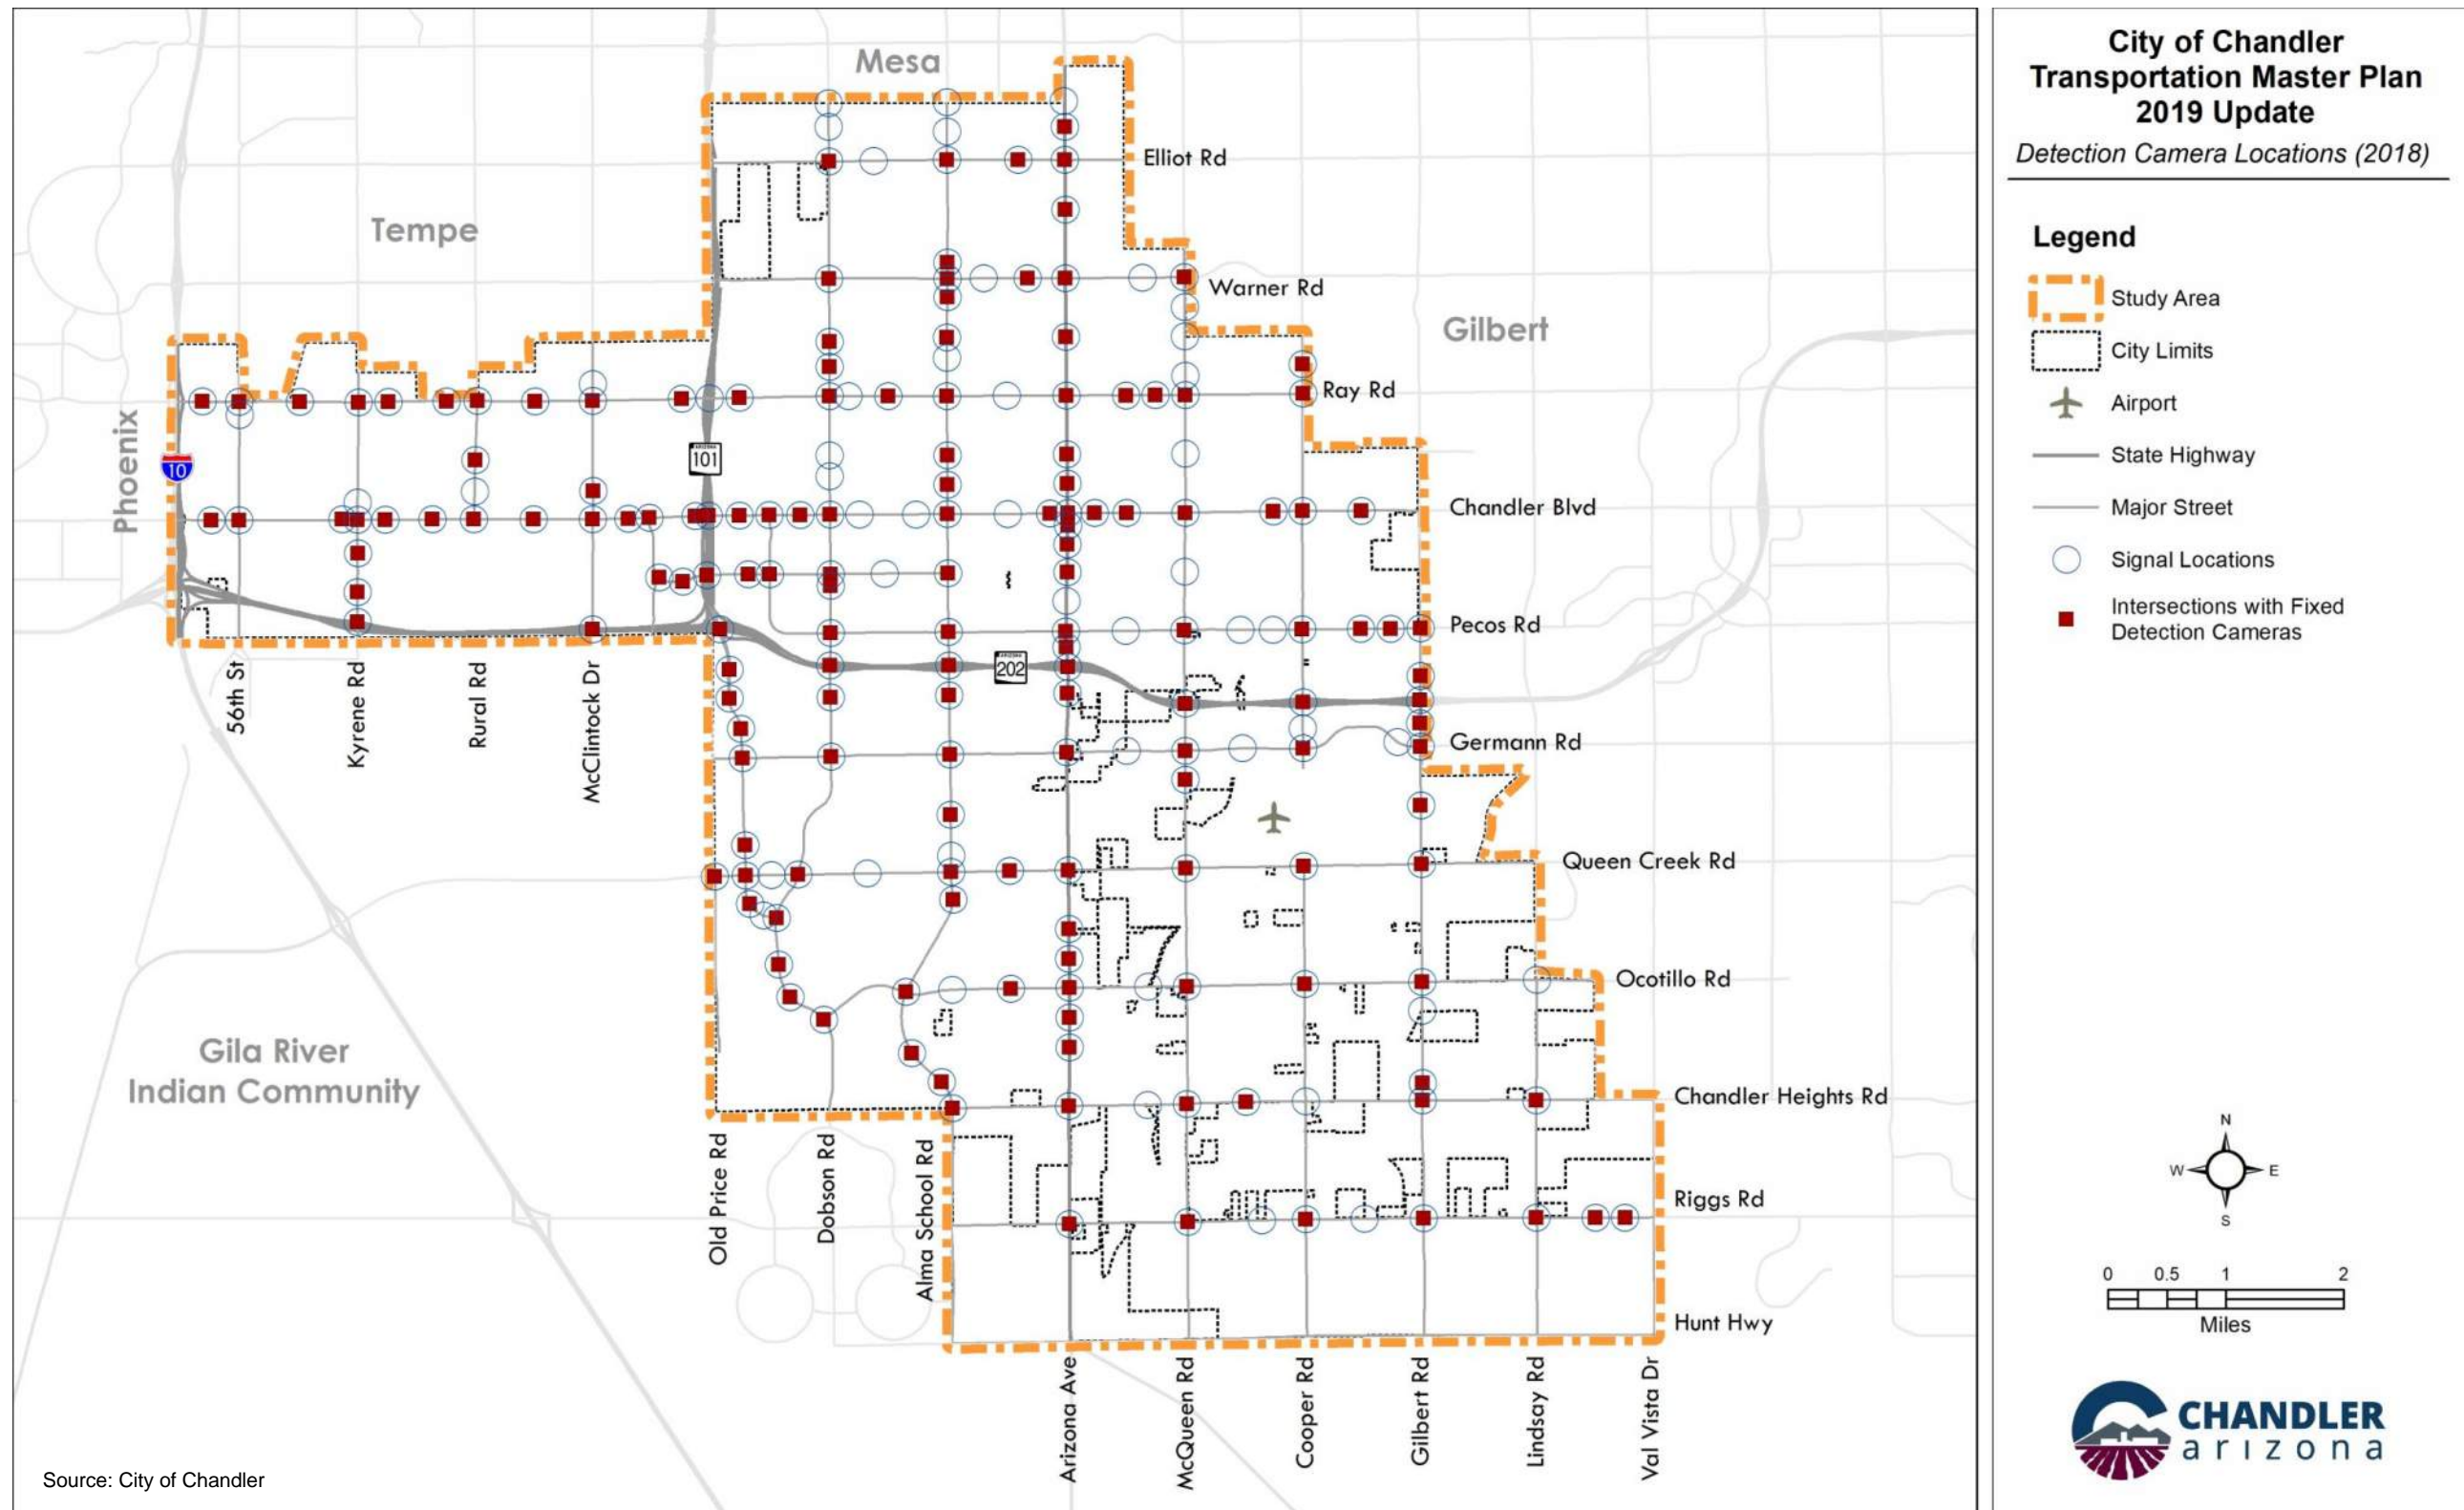 City of Chandler
Transportation Master Plan
2019 Update
Detection Camera Locations (2018)
Legend
Study Area
City Limits
Airport
State Highway
Major Street
Signal Locations
Intersections with Fixed
Detection Cameras
Mesa
Tempe
Gilbert
Phoenix
Gila River
Indian Community
Elliot Rd
Warner Rd
Ray Rd
Chandler Blvd
Pecos Rd
Germann Rd
Queen Creek Rd
Ocotillo Rd
Chandler Heights Rd
Riggs Rd
Hunt Hwy
10
ARIZONA
101
ARIZONA
202
56th St
Kyrene Rd
Rural Rd
McClintock Dr
Old Price Rd
Dobson Rd
Alma School Rd
Arizona Ave
McQueen Rd
Cooper Rd
Gilbert Rd
Lindsay Rd
Val Vista Dr
N
W E
S
0 0.5 1 2
Miles
CHANDLER
arizona
Source: City of Chandler